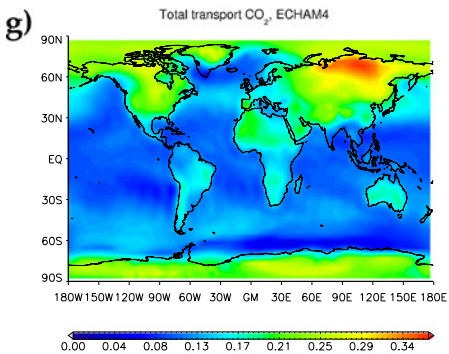 g)
Total transport CO₂, ECHAM4
90N
60N
30N
EQ
30S
60S
90S
180W 150W 120W 90W 60W 30W GM 30E 60E 90E 120E 150E 180E
0.00 0.04 0.08 0.13 0.17 0.21 0.25 0.29 0.34 0.38